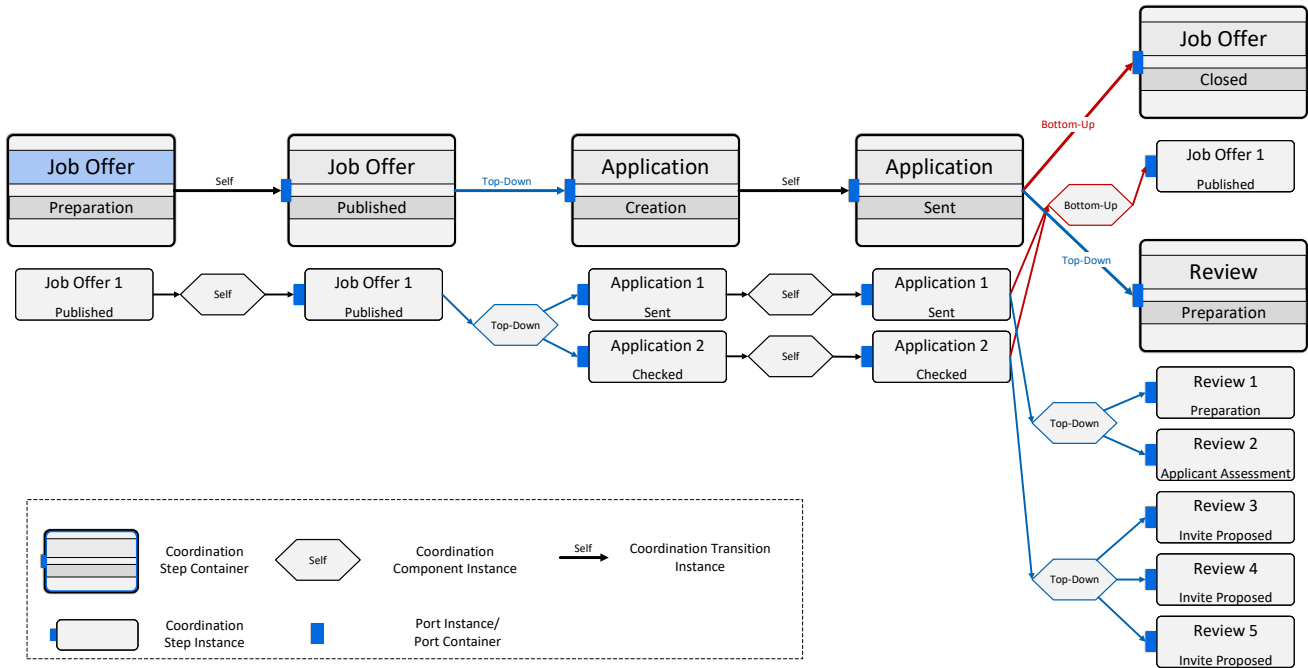 Job Offer
Closed
Bottom-Up
Job Offer
Preparation
Self
Job Offer
Published
Top-Down
Application
Creation
Self
Application
Sent
Job Offer 1
Published
Bottom-Up
Top-Down
Review
Preparation
Job Offer 1
Published
Self
Job Offer 1
Published
Top-Down
Application 1
Sent
Self
Application 1
Sent
Application 2
Checked
Self
Application 2
Checked
Top-Down
Review 1
Preparation
Review 2
Applicant Assessment
Top-Down
Review 3
Invite Proposed
Review 4
Invite Proposed
Review 5
Invite Proposed
Coordination
Step Container
Self
Coordination
Component Instance
Self
Coordination Transition
Instance
Coordination
Step Instance
Port Instance/
Port Container